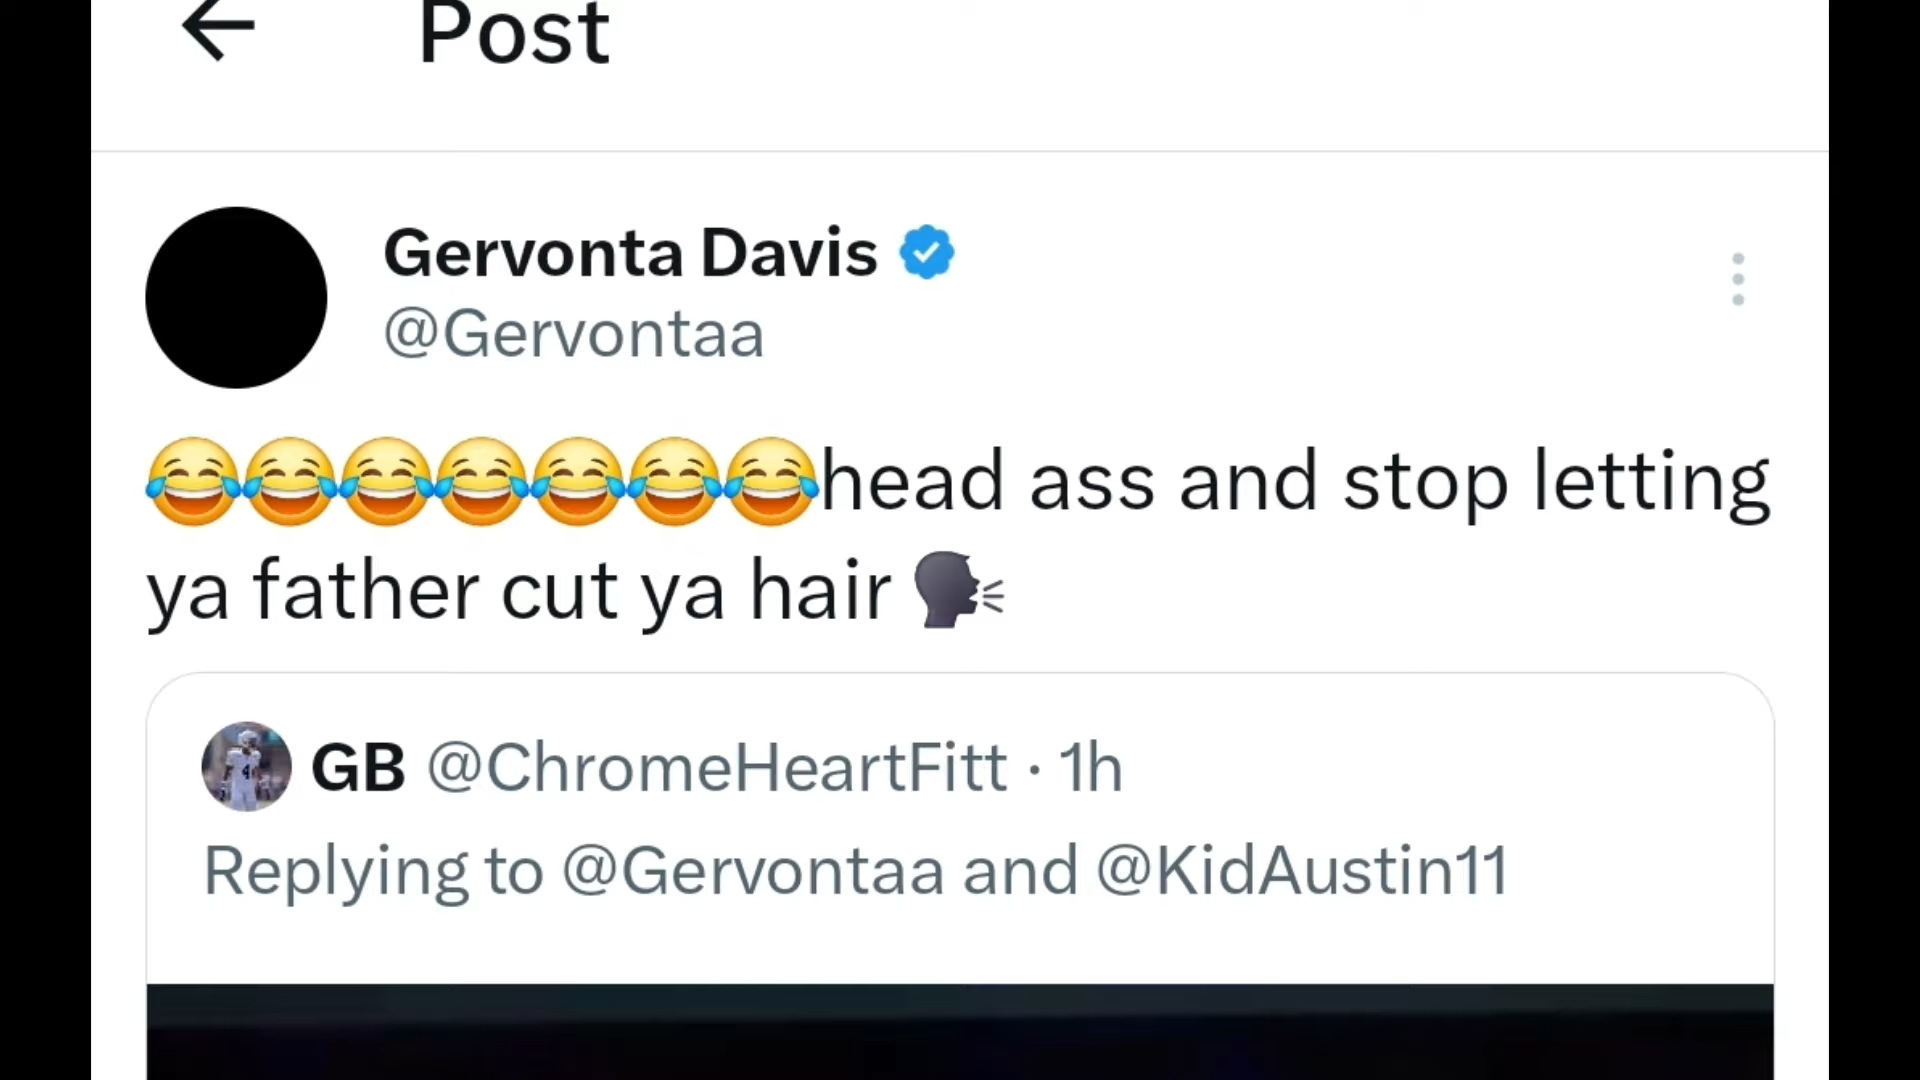 Post
Gervonta Davis
@Gervontaa
😂😂😂😂😂😂😂head ass and stop letting
ya father cut ya hair 🗣️
GB @ChromeHeartFitt · 1h
Replying to @Gervontaa and @KidAustin11